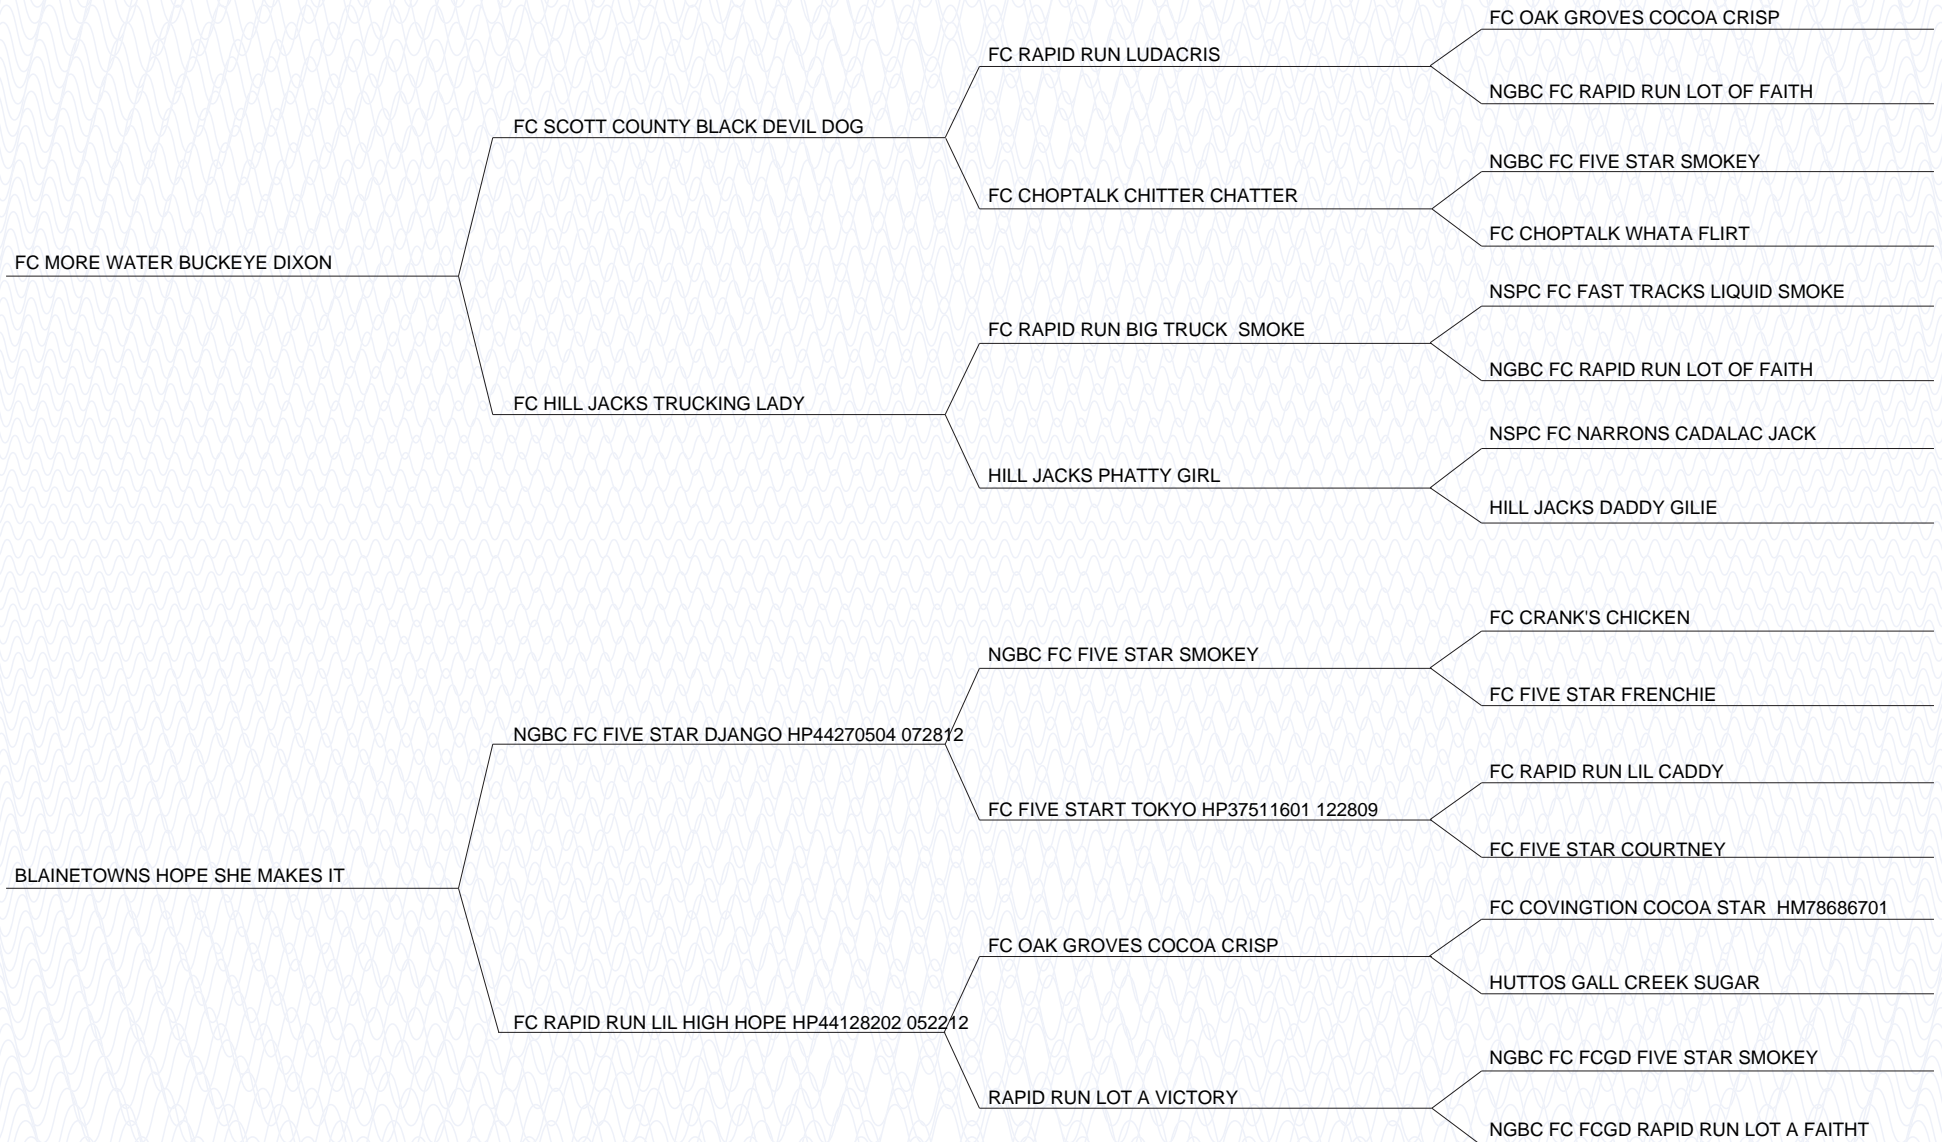 FC OAK GROVES COCOA CRISP
FC RAPID RUN LUDACRIS
NGBC FC RAPID RUN LOT OF FAITH
FC SCOTT COUNTY BLACK DEVIL DOG
NGBC FC FIVE STAR SMOKEY
FC CHOPTALK CHITTER CHATTER
FC CHOPTALK WHATA FLIRT
FC MORE WATER BUCKEYE DIXON
NSPC FC FAST TRACKS LIQUID SMOKE
FC RAPID RUN BIG TRUCK  SMOKE
NGBC FC RAPID RUN LOT OF FAITH
FC HILL JACKS TRUCKING LADY
NSPC FC NARRONS CADALAC JACK
HILL JACKS PHATTY GIRL
HILL JACKS DADDY GILIE
FC CRANK'S CHICKEN
NGBC FC FIVE STAR SMOKEY
FC FIVE STAR FRENCHIE
NGBC FC FIVE STAR DJANGO HP44270504 072812
FC RAPID RUN LIL CADDY
FC FIVE START TOKYO HP37511601 122809
FC FIVE STAR COURTNEY
BLAINETOWNS HOPE SHE MAKES IT
FC COVINGTION COCOA STAR  HM78686701
FC OAK GROVES COCOA CRISP
HUTTOS GALL CREEK SUGAR
FC RAPID RUN LIL HIGH HOPE HP44128202 052212
NGBC FC FCGD FIVE STAR SMOKEY
RAPID RUN LOT A VICTORY
NGBC FC FCGD RAPID RUN LOT A FAITHT